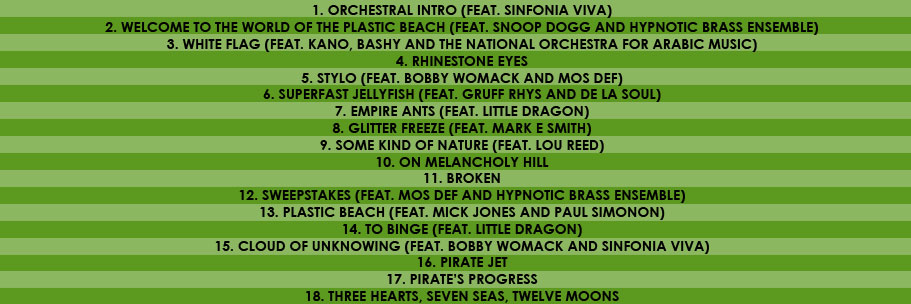 1. ORCHESTRAL INTRO (FEAT. SINFONIA VIVA)
2. WELCOME TO THE WORLD OF THE PLASTIC BEACH (FEAT. SNOOP DOGG AND HYPNOTIC BRASS ENSEMBLE)
3. WHITE FLAG (FEAT. KANO, BASHY AND THE NATIONAL ORCHESTRA FOR ARABIC MUSIC)
4. RHINESTONE EYES
5. STYLO (FEAT. BOBBY WOMACK AND MOS DEF)
6. SUPERFAST JELLYFISH (FEAT. GRUFF RHYS AND DE LA SOUL)
7. EMPIRE ANTS (FEAT. LITTLE DRAGON)
8. GLITTER FREEZE (FEAT. MARK E SMITH)
9. SOME KIND OF NATURE (FEAT. LOU REED)
10. ON MELANCHOLY HILL
11. BROKEN
12. SWEEPSTAKES (FEAT. MOS DEF AND HYPNOTIC BRASS ENSEMBLE)
13. PLASTIC BEACH (FEAT. MICK JONES AND PAUL SIMONON)
14. TO BINGE (FEAT. LITTLE DRAGON)
15. CLOUD OF UNKNOWING (FEAT. BOBBY WOMACK AND SINFONIA VIVA)
16. PIRATE JET
17. PIRATE'S PROGRESS
18. THREE HEARTS, SEVEN SEAS, TWELVE MOONS